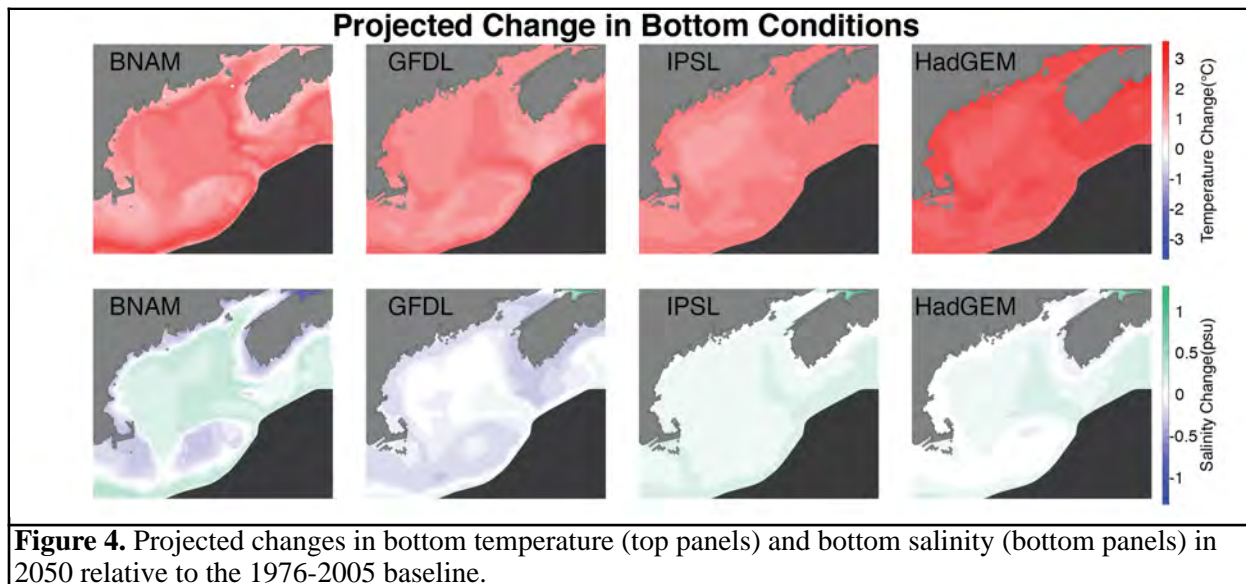 Projected Change in Bottom Conditions
BNAM
GFDL
IPSL
HadGEM
3
2
1
0
-1
-2
-3
Temperature Change(°C)
BNAM
GFDL
IPSL
HadGEM
1
0.5
0
-0.5
-1
Salinity Change(psu)
Figure 4. Projected changes in bottom temperature (top panels) and bottom salinity (bottom panels) in
2050 relative to the 1976-2005 baseline.